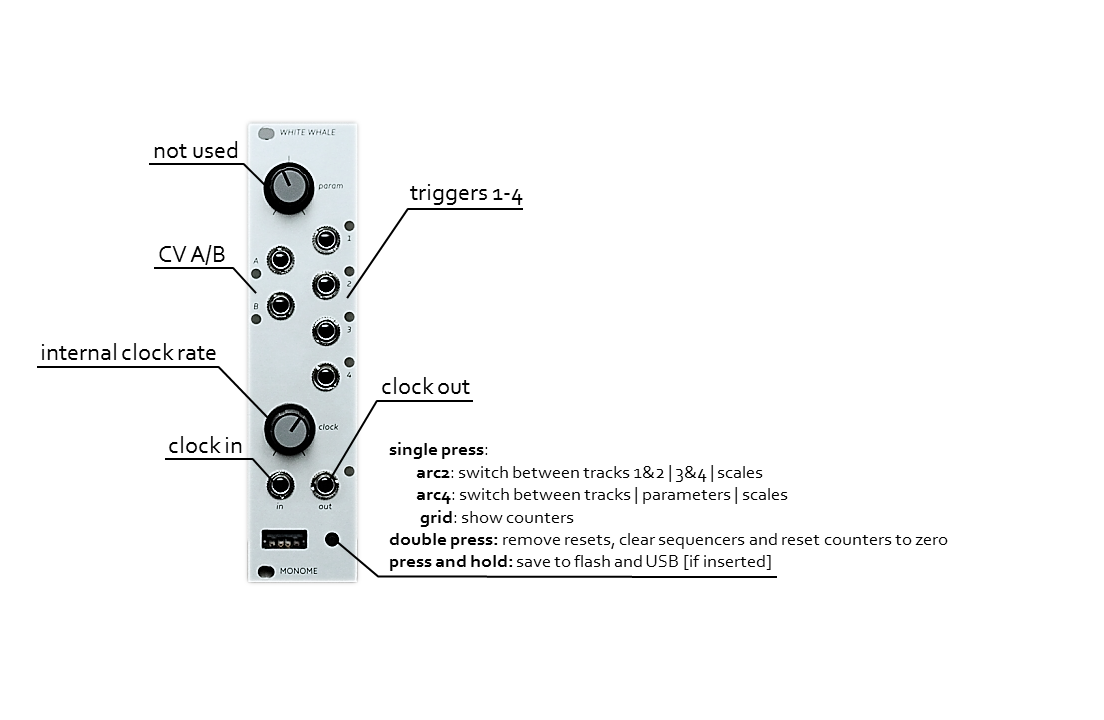 WHITE WHALE
not used
param
triggers 1-4
1
CV A/B
A
2
B
3
internal clock rate
4
clock out
clock
clock in
single press:
arc2: switch between tracks 1&2 | 3&4 | scales
arc4: switch between tracks | parameters | scales
in
out
grid: show counters
double press: remove resets, clear sequencers and reset counters to zero
press and hold: save to flash and USB [if inserted]
MONOME